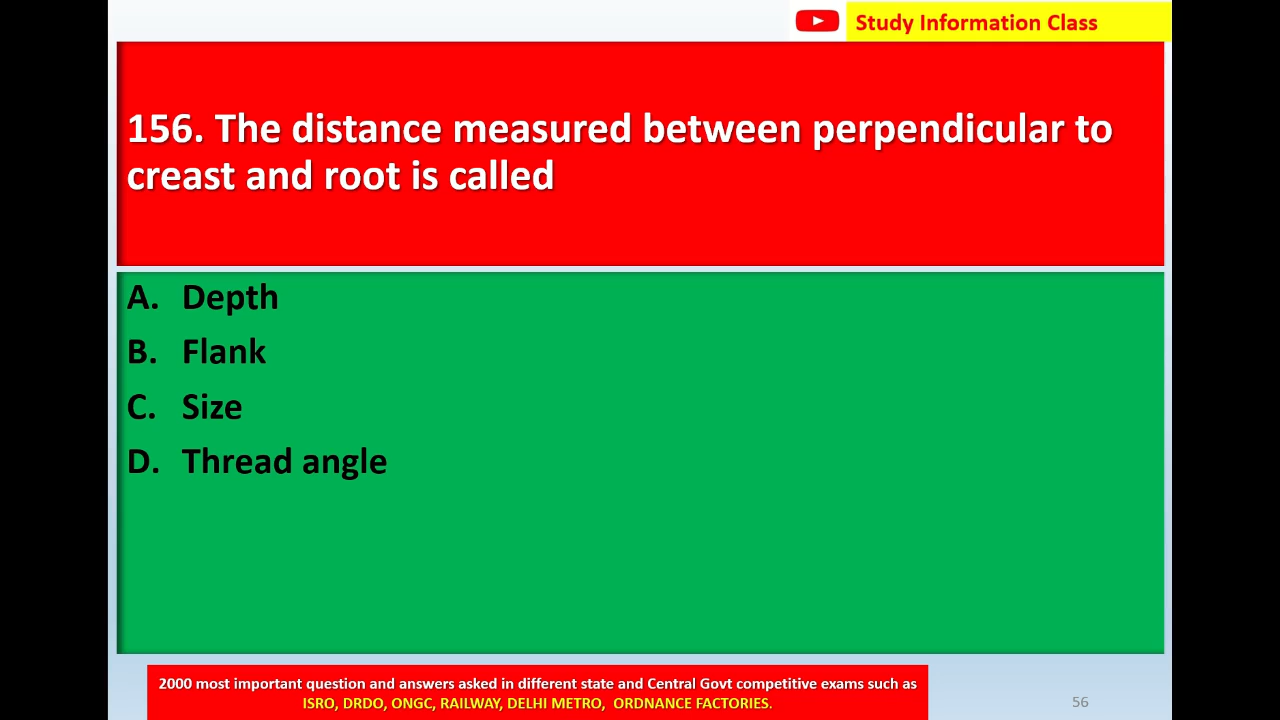 Study Information Class
156. The distance measured between perpendicular to
creast and root is called
A. Depth
B. Flank
C. Size
D. Thread angle
2000 most important question and answers asked in different state and Central Govt competitive exams such as
ISRO, DRDO, ONGC, RAILWAY, DELHI METRO, ORDNANCE FACTORIES.
56